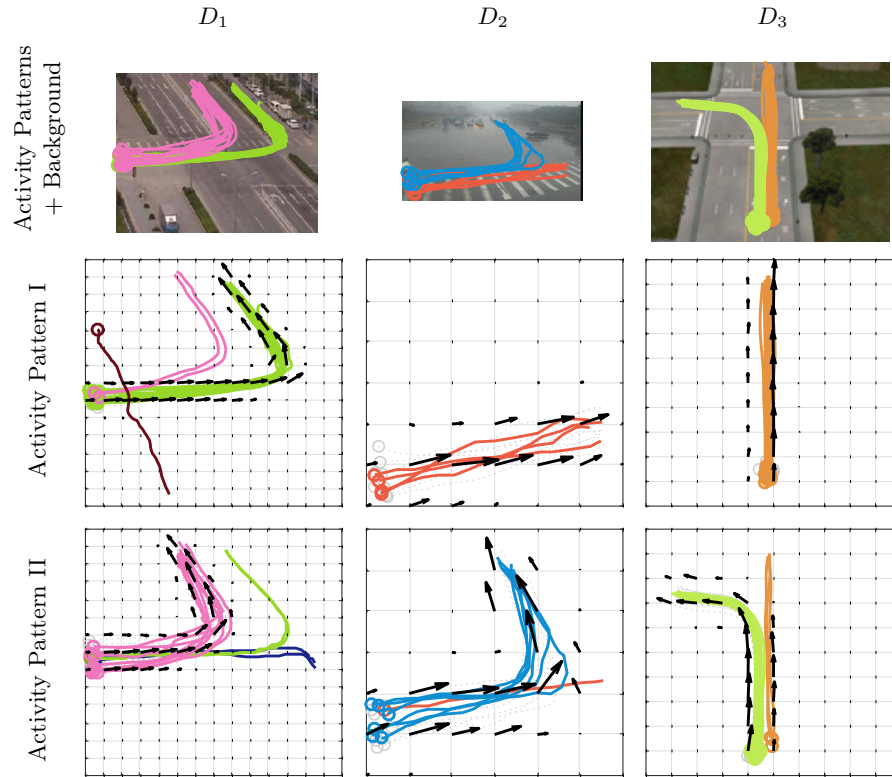 D1
D2
D3
Activity Patterns
+ Background
Activity Pattern I
Activity Pattern II